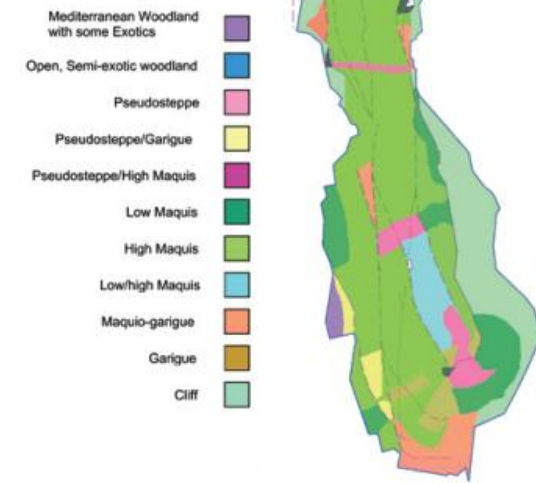 Mediterranean Woodland
with some Exotics
Open, Semi-exotic woodland
Pseudosteppe
Pseudosteppe/Garigue
Pseudosteppe/High Maquis
Low Maquis
High Maquis
Low/high Maquis
Maquio-garigue
Garigue
Cliff